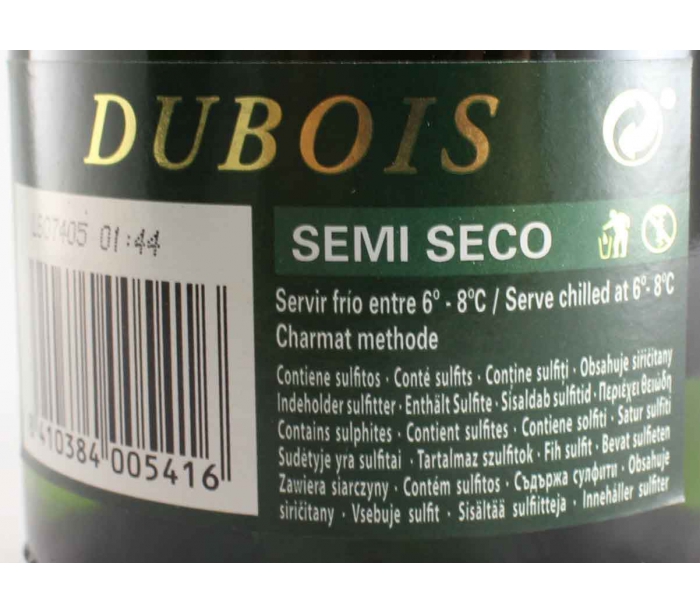 DUBOIS
01:44
SEMI SECO
Servir frío entre 6º - 8ºC / Serve chilled at 6º- 8ºC
Charmat methode
Contiene sulfitos · Conté sulfits · Conţine sulfiţi · Obsahuje siričitany
Indeholder sulfitter · Enthält Sulfite · Sisaldab sulfitid · Περιέχει θειώδη
Contains sulphites · Contient sulfites · Contiene solfiti · Satur sulfīti
Sudėtyje yra sulfitai · Tartalmaz szulfitok · Fih sulfit · Bevat sulfieten
Zawiera siarczyny · Contém sulfitos · Съдържа сулфити · Obsahuje
siričitany · Vsebuje sulfit · Sisältää sulfiitteja · Innehåller sulfiter
8 410384 005416